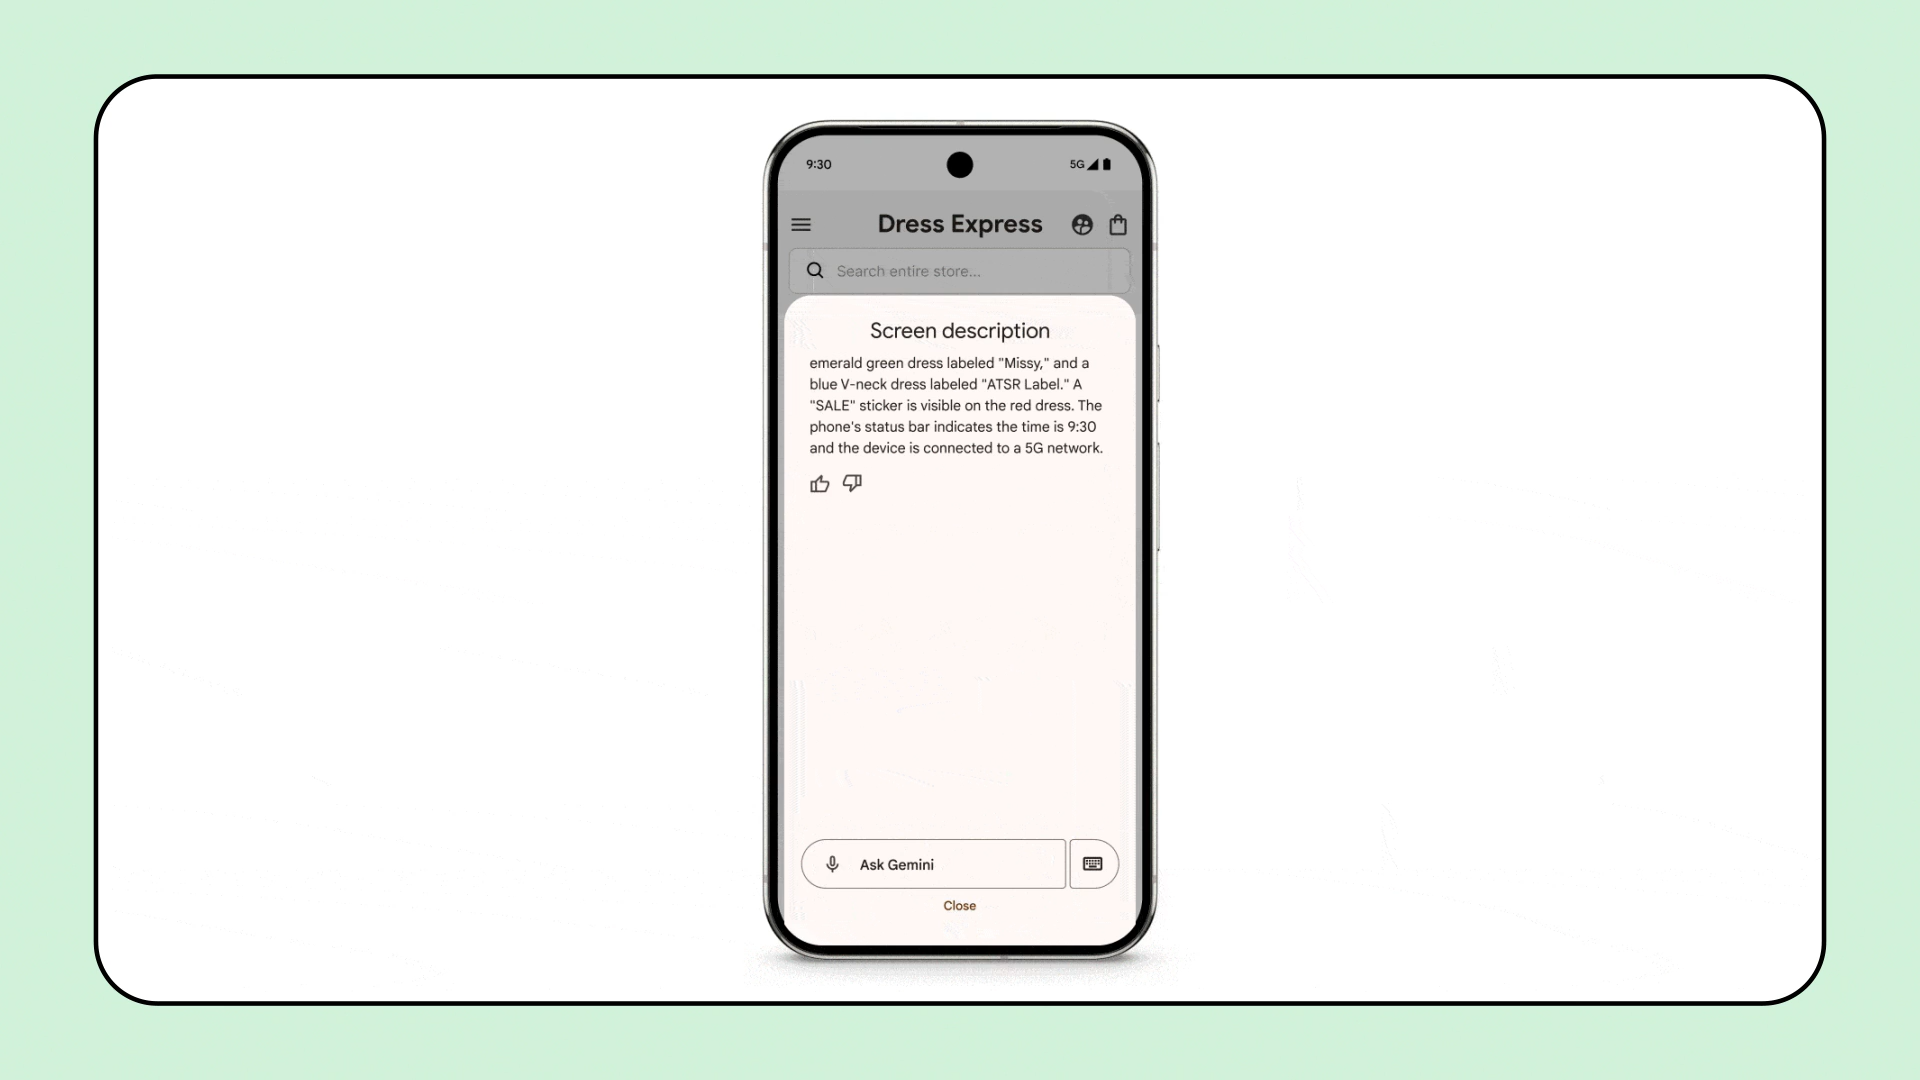 9:30
5G
Dress Express
Search entire store...
Screen description
emerald green dress labeled "Missy," and a
blue V-neck dress labeled "ATSR Label." A
"SALE" sticker is visible on the red dress. The
phone's status bar indicates the time is 9:30
and the device is connected to a 5G network.
Ask Gemini
Close